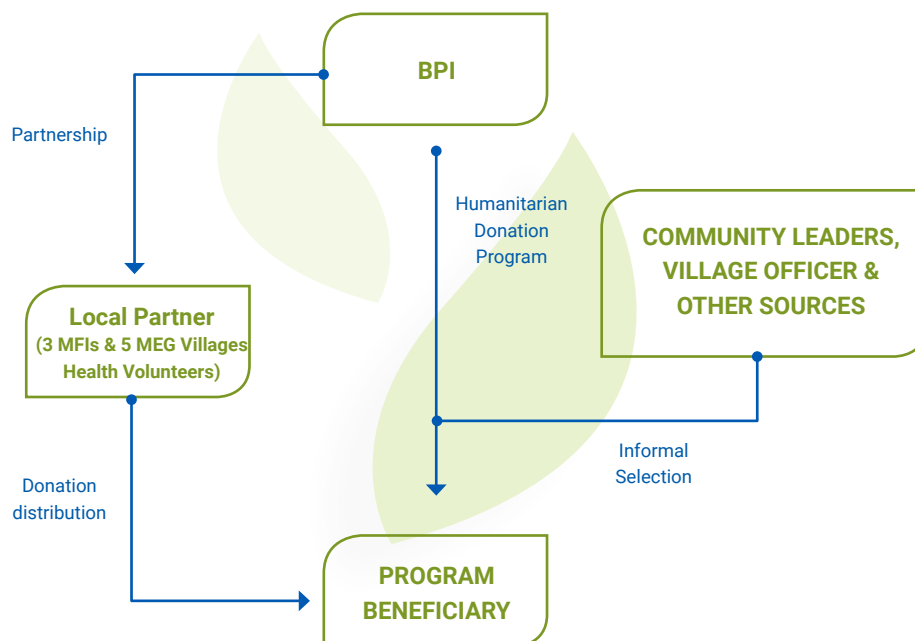 BPI
Partnership
Humanitarian
Donation
Program
COMMUNITY LEADERS,
VILLAGE OFFICER &
OTHER SOURCES
Local Partner
(3 MFIs & 5 MEG Villages
Health Volunteers)
Informal
Selection
Donation
distribution
PROGRAM
BENEFICIARY